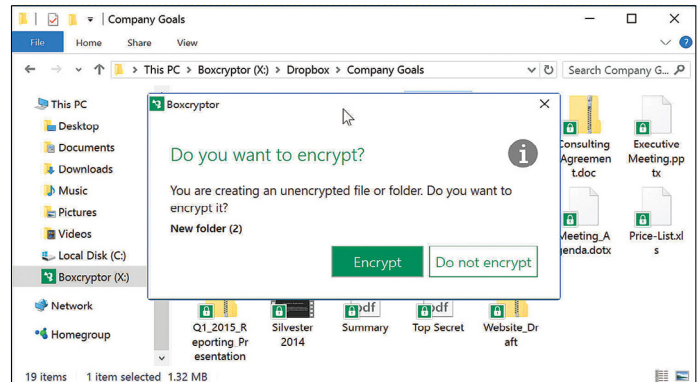 Company Goals
File Home Share View
This PC > Boxcryptor (X:) > Dropbox > Company Goals
Search Company G...
This PC
Desktop
Documents
Downloads
Music
Pictures
Videos
Local Disk (C:)
Boxcryptor (X:)
Network
Homegroup
Boxcryptor
Do you want to encrypt?
You are creating an unencrypted file or folder. Do you want to
encrypt it?
New folder (2)
Encrypt Do not encrypt
Consulting
Agreemen
t.doc
Executive
Meeting.pp
tx
Meeting_A
genda.dotx
Price-List.xl
s
Q1_2015_R
eporting_Pr
esentation
Silvester
2014
Summary
Top Secret
Website_Dr
aft
19 items 1 item selected 1.32 MB